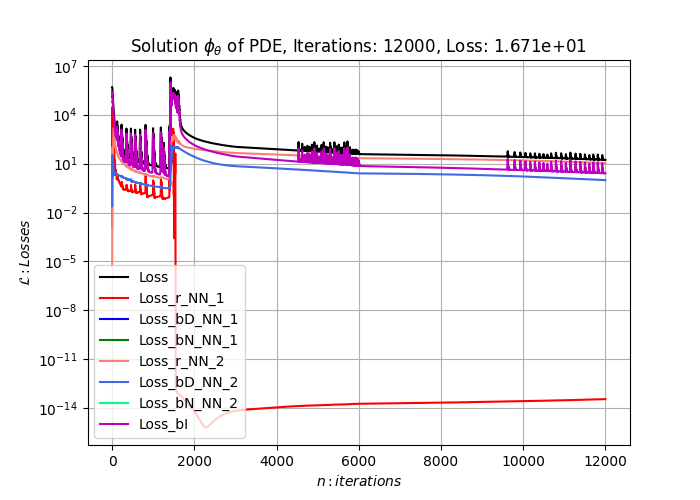 Solution ϕ_θ of PDE, Iterations: 12000, Loss: 1.671e+01
10^7
10^4
10^1
10^−2
10^−5
10^−8
10^−11
10^−14
ℒ : Losses
Loss
Loss_r_NN_1
Loss_bD_NN_1
Loss_bN_NN_1
Loss_r_NN_2
Loss_bD_NN_2
Loss_bN_NN_2
Loss_bI
0 2000 4000 6000 8000 10000 12000
n : iterations